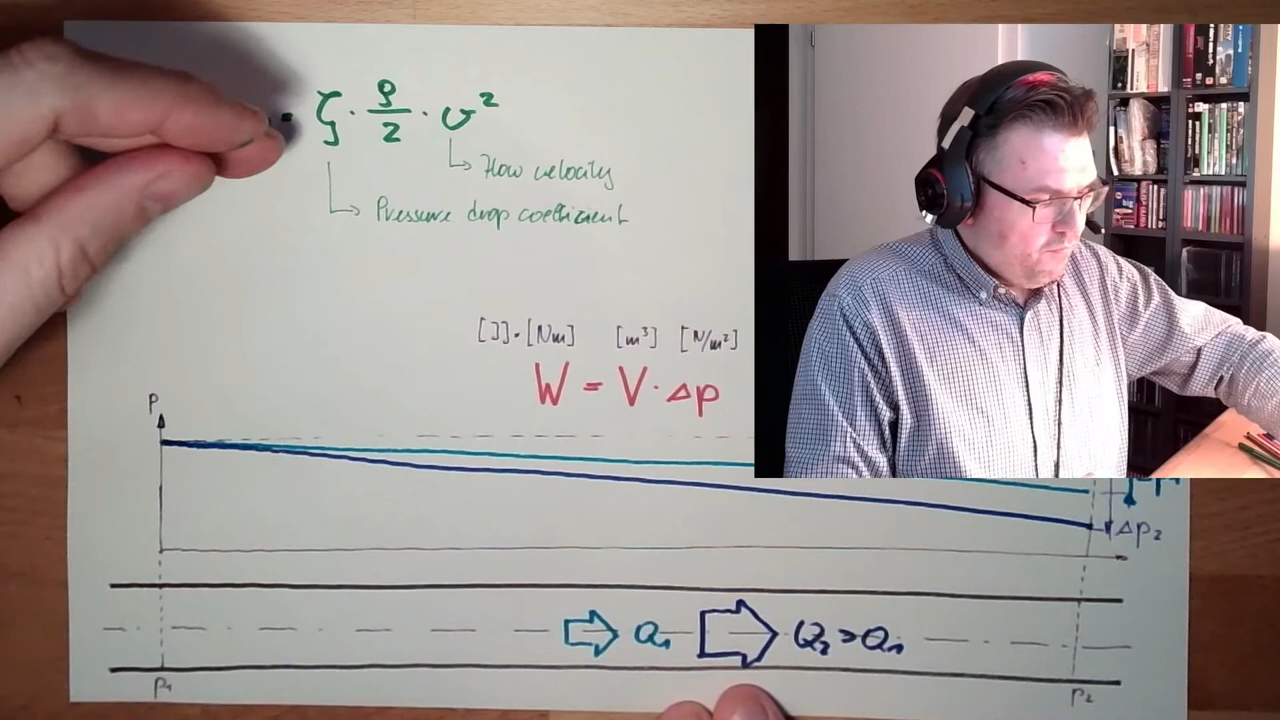 = ζ · ρ/2 · v²
Flow velocity
Pressure drop coefficient
[J] = [Nm] [m³] [N/m²]
W = V · Δp
p
Δp₂
Q₁ Q₂ > Q₁
p₁ p₂